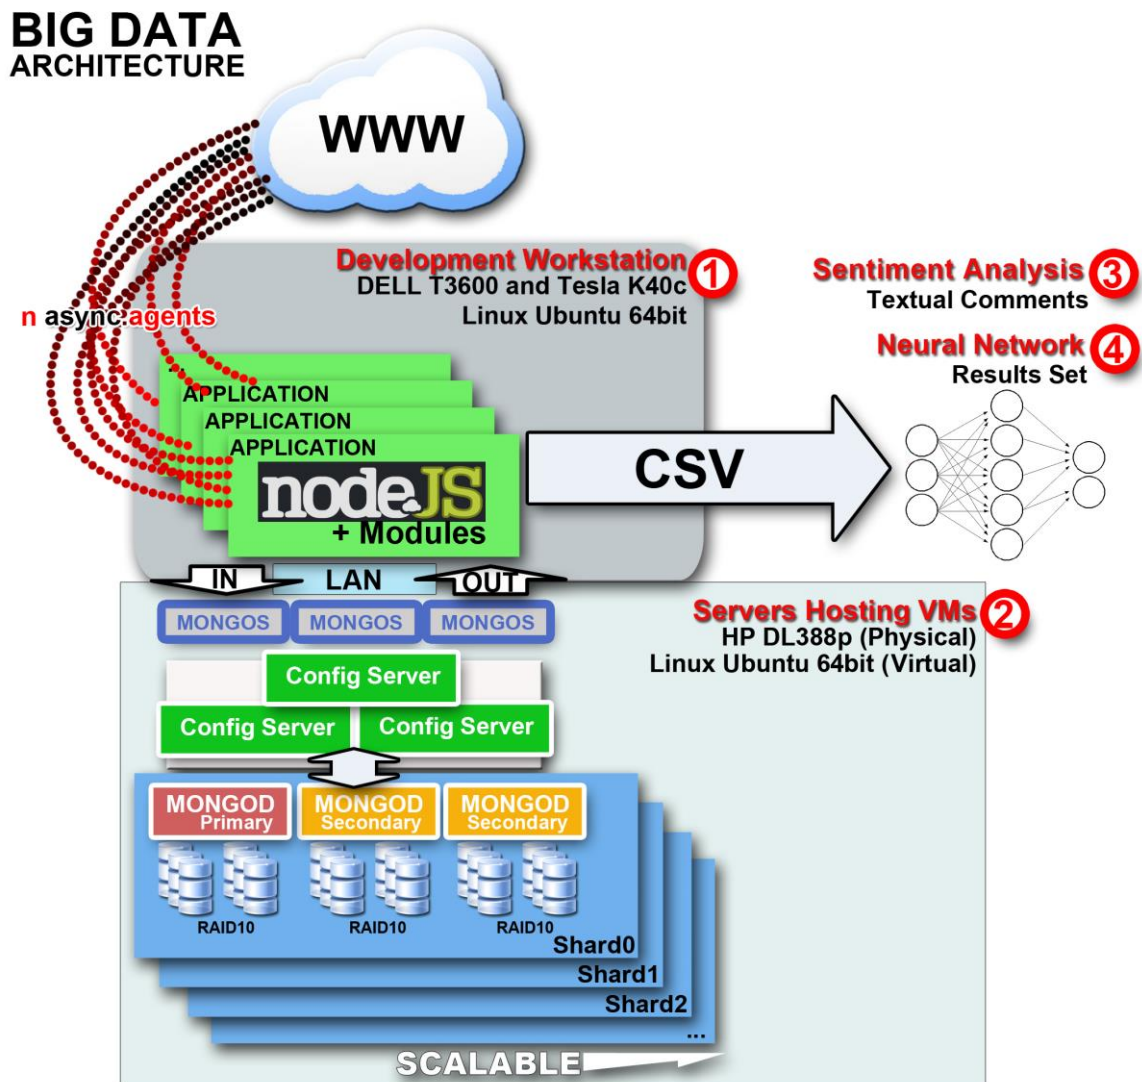 BIG DATA
ARCHITECTURE
WWW
Development Workstation 1
DELL T3600 and Tesla K40c
Linux Ubuntu 64bit
Sentiment Analysis 3
Textual Comments
Neural Network 4
Results Set
n async.agents
...
APPLICATION
APPLICATION
APPLICATION
nodeJS
+ Modules
CSV
IN
LAN
OUT
MONGOS
MONGOS
MONGOS
Servers Hosting VMs 2
HP DL388p (Physical)
Linux Ubuntu 64bit (Virtual)
Config Server
Config Server
Config Server
MONGOD
Primary
MONGOD
Secondary
MONGOD
Secondary
RAID10
RAID10
RAID10
Shard0
Shard1
Shard2
...
SCALABLE